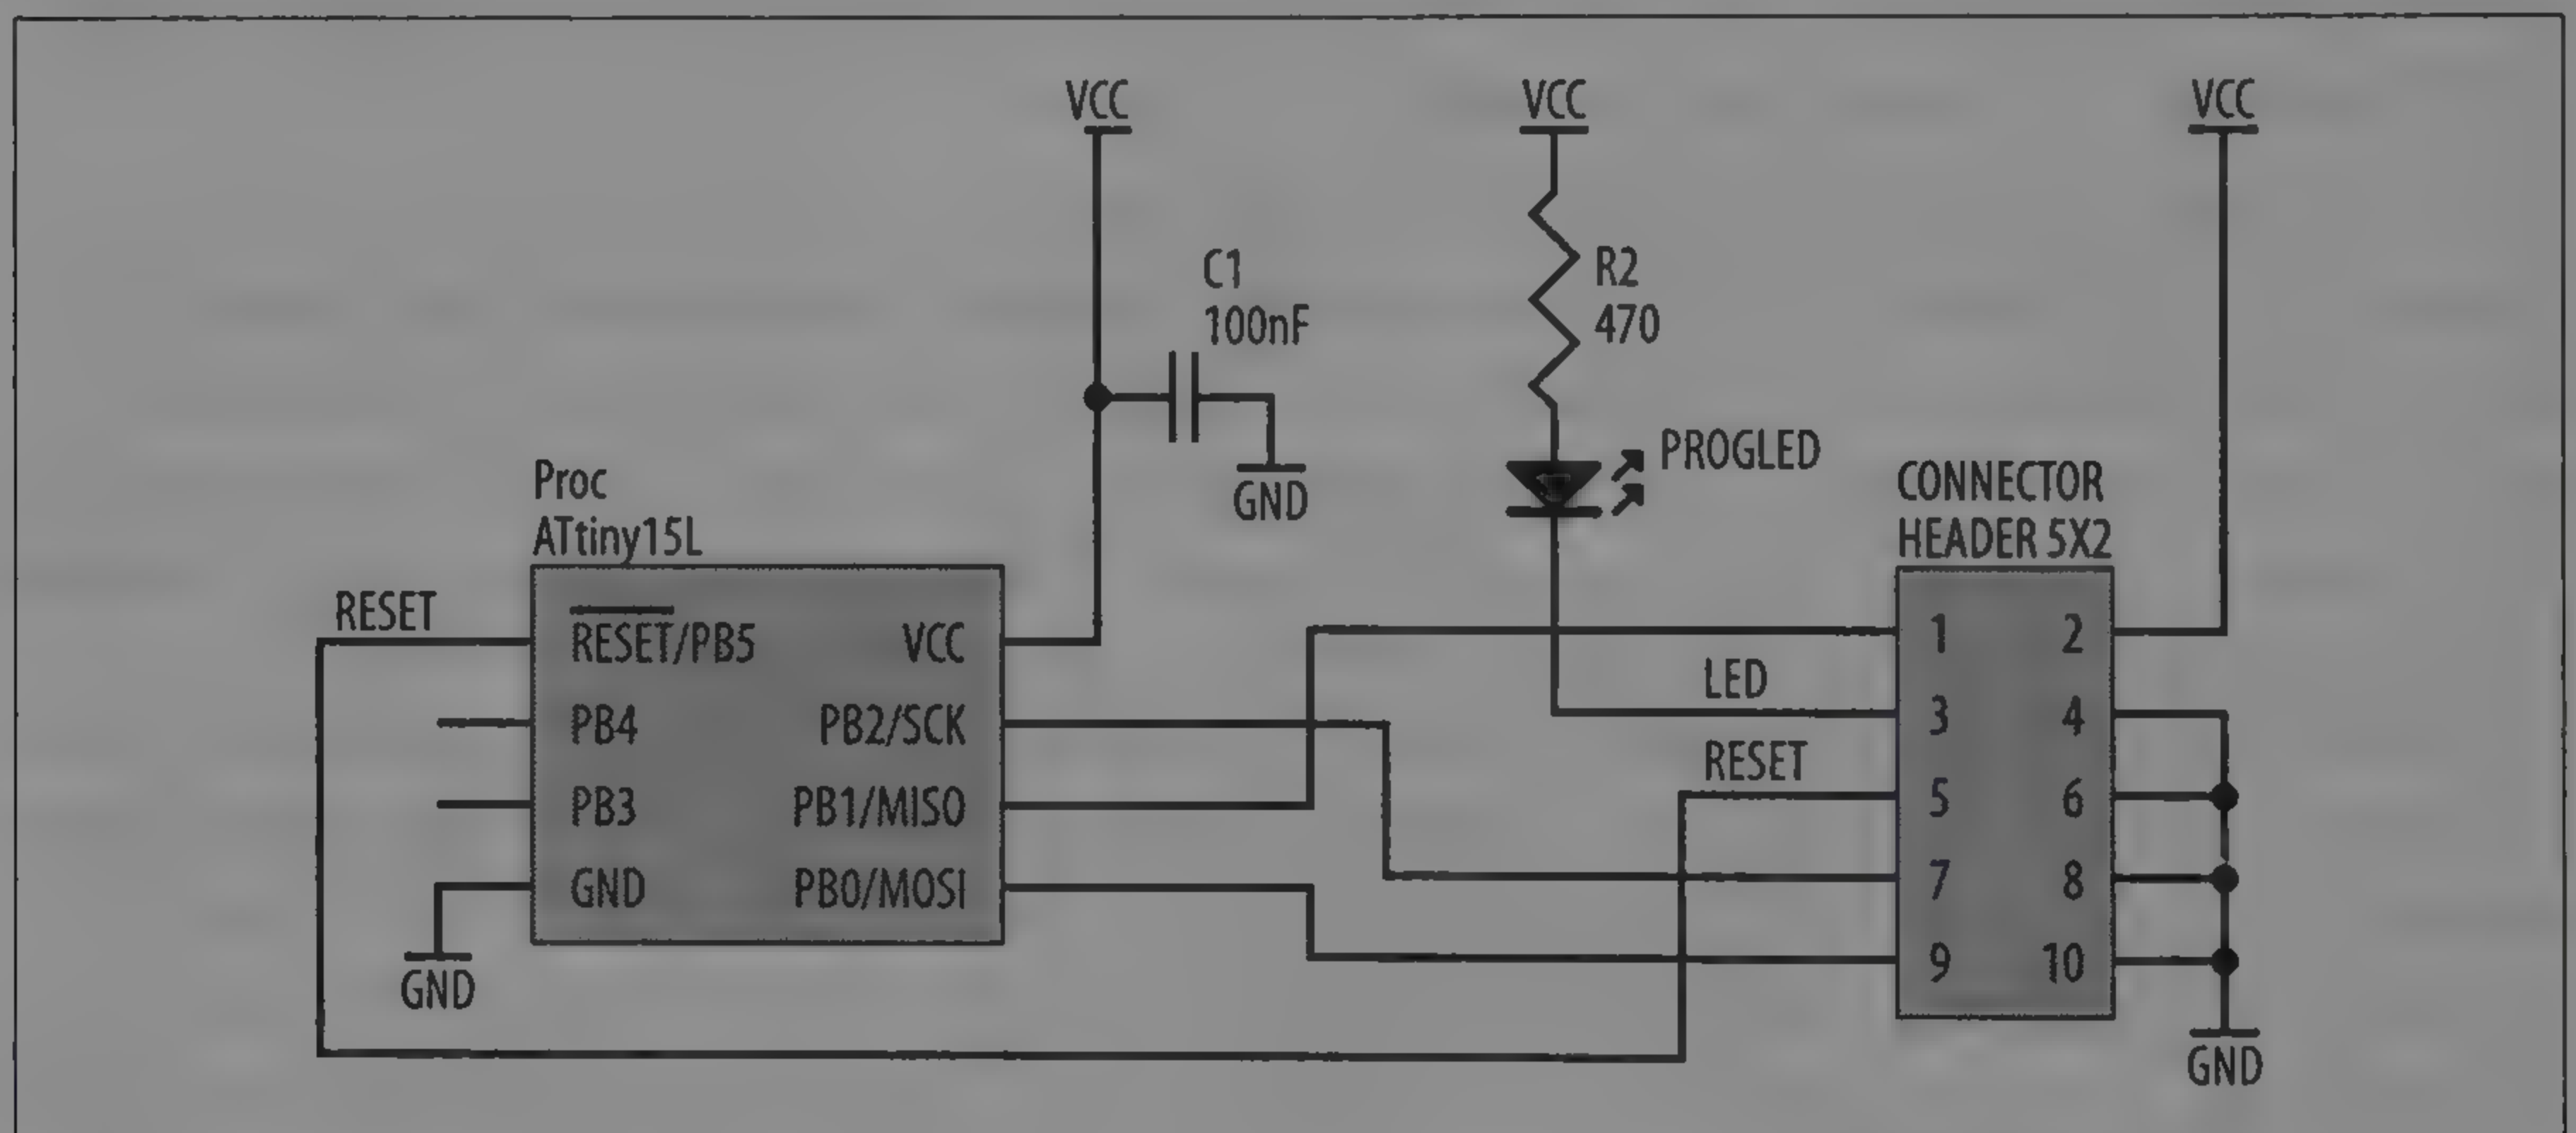 VCC
VCC
VCC
C1
100nF
GND
R2
470
PROGLED
Proc
ATtiny15L
CONNECTOR
HEADER 5X2
RESET
RESET/PB5
VCC
PB4
PB2/SCK
PB3
PB1/MISO
GND
PB0/MOSI
GND
LED
RESET
1
2
3
4
5
6
7
8
9
10
GND